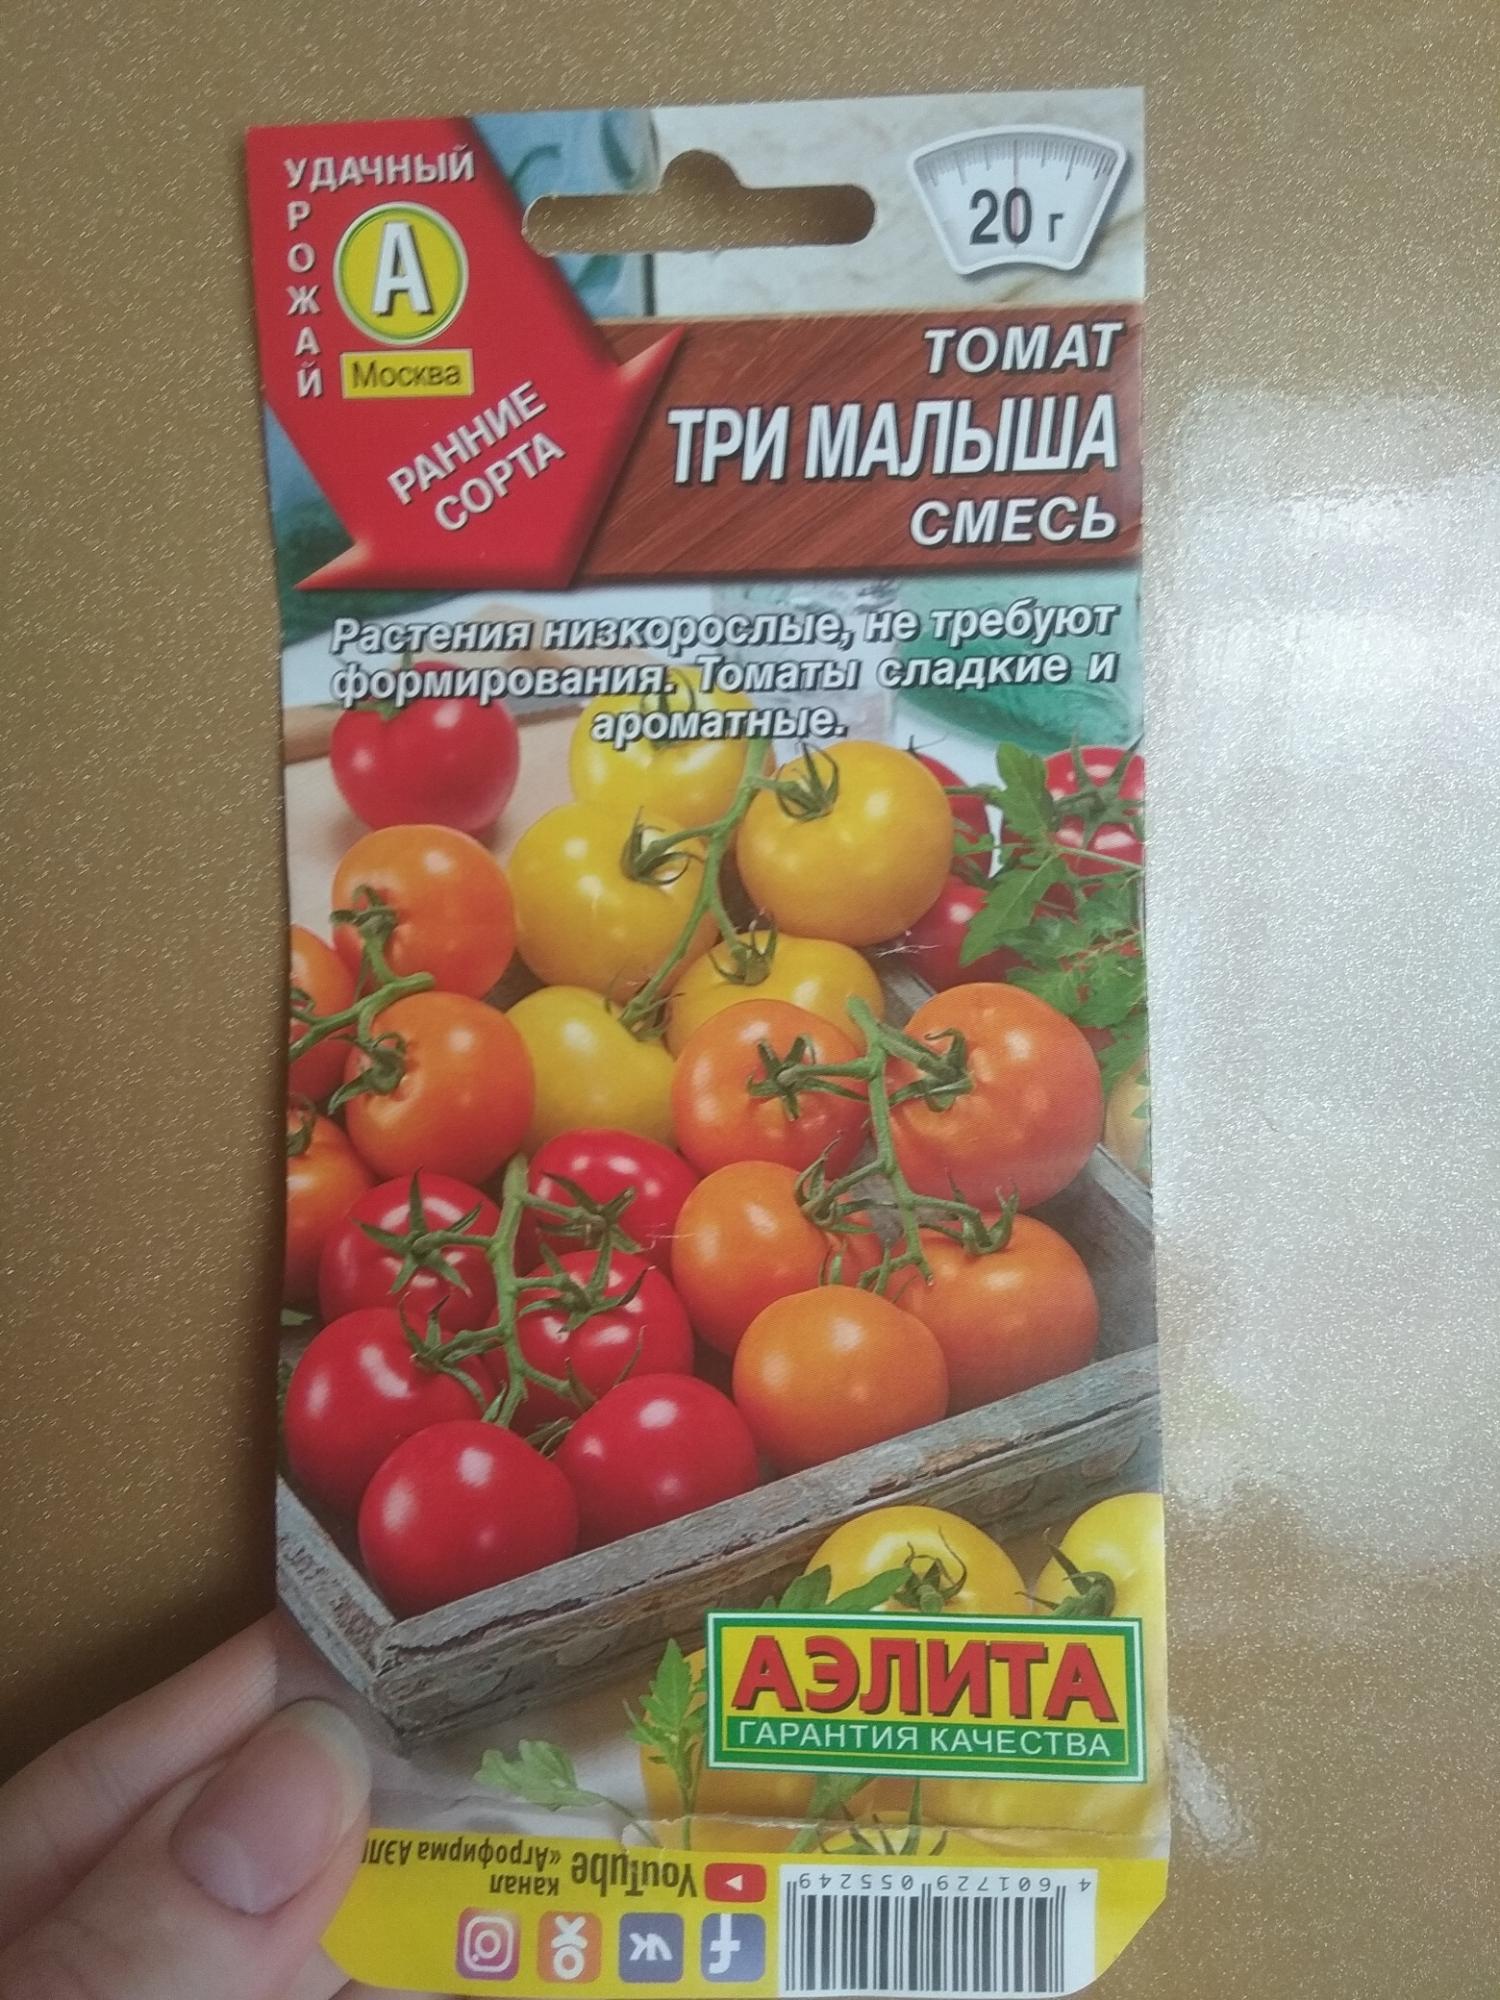 УДАЧНЫЙ
УРОЖАЙ
А
Москва
РАННИЕ
СОРТА
20 г
ТОМАТ
ТРИ МАЛЫША
СМЕСЬ
Растения низкорослые, не требуют
формирования. Томаты сладкие и
ароматные.
АЭЛИТА
ГАРАНТИЯ КАЧЕСТВА
4 601729 055249
YouTube
канал
«Агрофирма